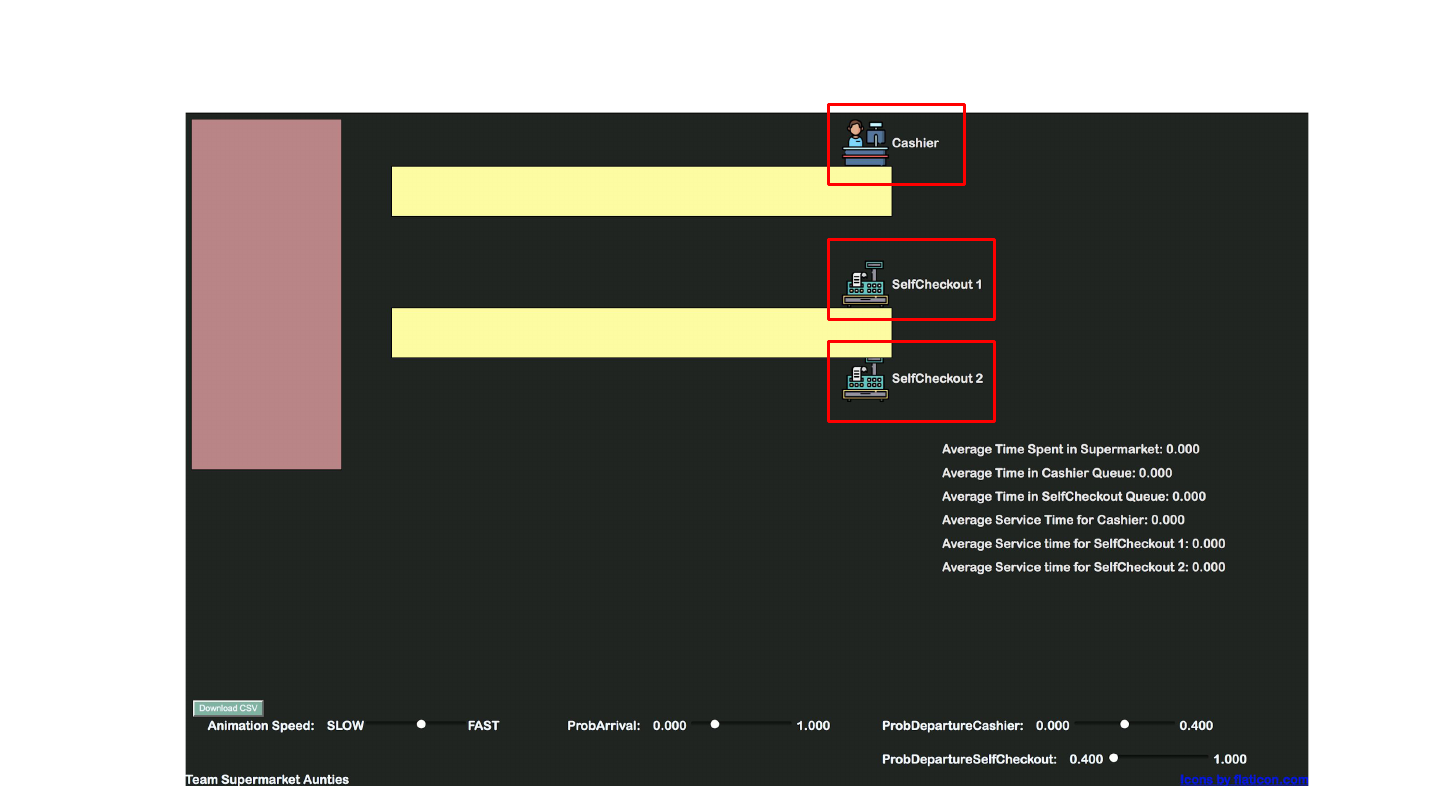 Cashier
SelfCheckout 1
SelfCheckout 2
Average Time Spent in Supermarket: 0.000
Average Time in Cashier Queue: 0.000
Average Time in SelfCheckout Queue: 0.000
Average Service Time for Cashier: 0.000
Average Service time for SelfCheckout 1: 0.000
Average Service time for SelfCheckout 2: 0.000
Download CSV
Animation Speed: SLOW FAST ProbArrival: 0.000 1.000 ProbDepartureCashier: 0.000 0.400
ProbDepartureSelfCheckout: 0.400 1.000
Team Supermarket Aunties Icons by flaticon.com